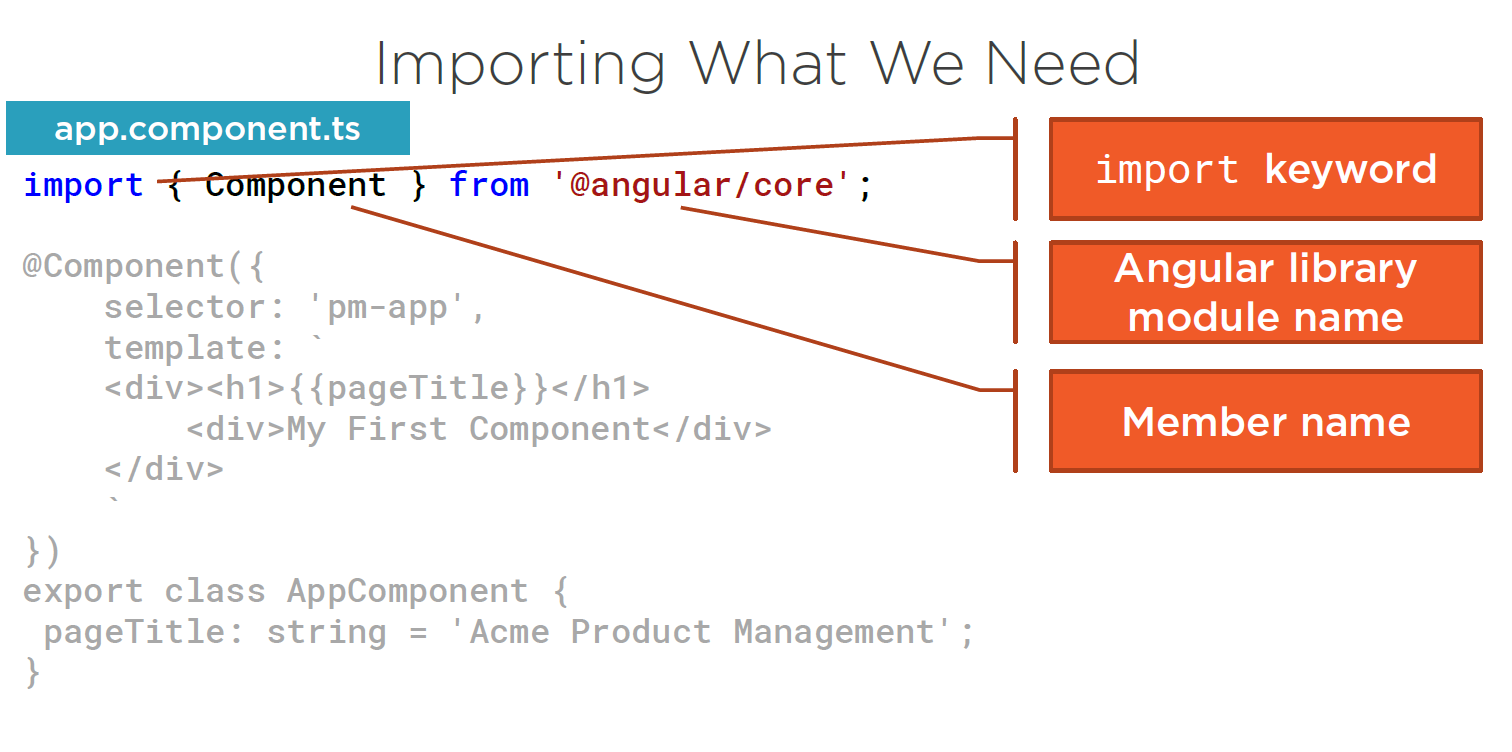 Importing What We Need
app.component.ts
import { Component } from '@angular/core';
@Component({
    selector: 'pm-app',
    template: `
    <div><h1>{{pageTitle}}</h1>
        <div>My First Component</div>
    </div>
    `
})
export class AppComponent {
 pageTitle: string = 'Acme Product Management';
}
import keyword
Angular library
module name
Member name